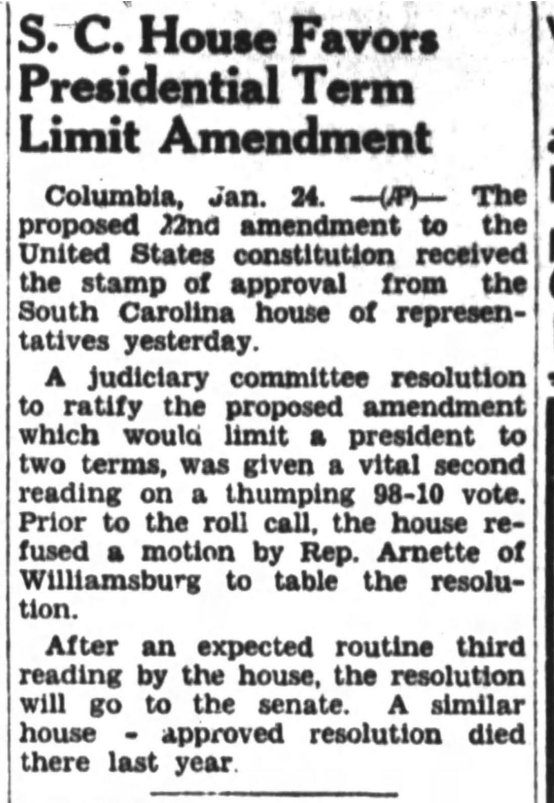 S. C. House Favors
Presidential Term
Limit Amendment
Columbia, Jan. 24. —(AP)— The
proposed 22nd amendment to the
United States constitution received
the stamp of approval from the
South Carolina house of represen-
tatives yesterday.
A judiciary committee resolution
to ratify the proposed amendment
which would limit a president to
two terms, was given a vital second
reading on a thumping 98-10 vote.
Prior to the roll call, the house re-
fused a motion by Rep. Arnette of
Williamsburg to table the resolu-
tion.
After an expected routine third
reading by the house, the resolution
will go to the senate. A similar
house - approved resolution died
there last year.